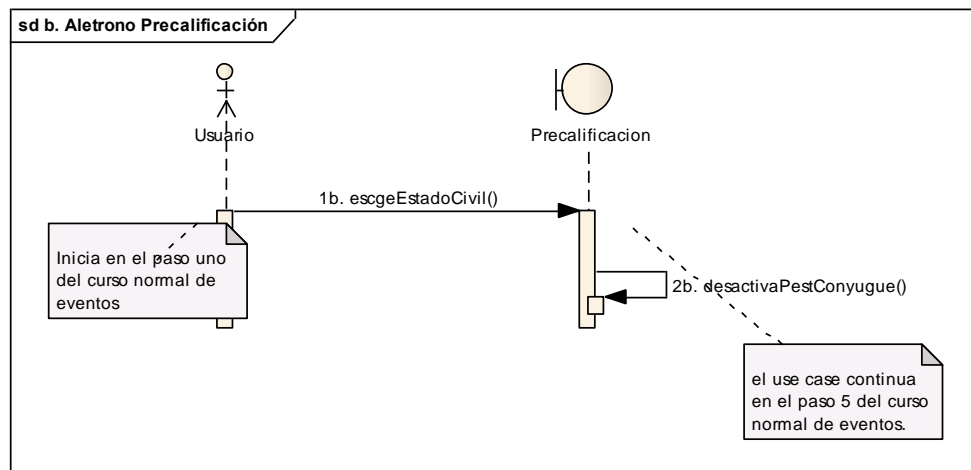 sd b. Aletrono Precalificación
Usuario
Precalificacion
1b. escgeEstadoCivil()
Inicia en el paso uno
del curso normal de
eventos
2b. desactivaPestConyugue()
el use case continua
en el paso 5 del curso
normal de eventos.